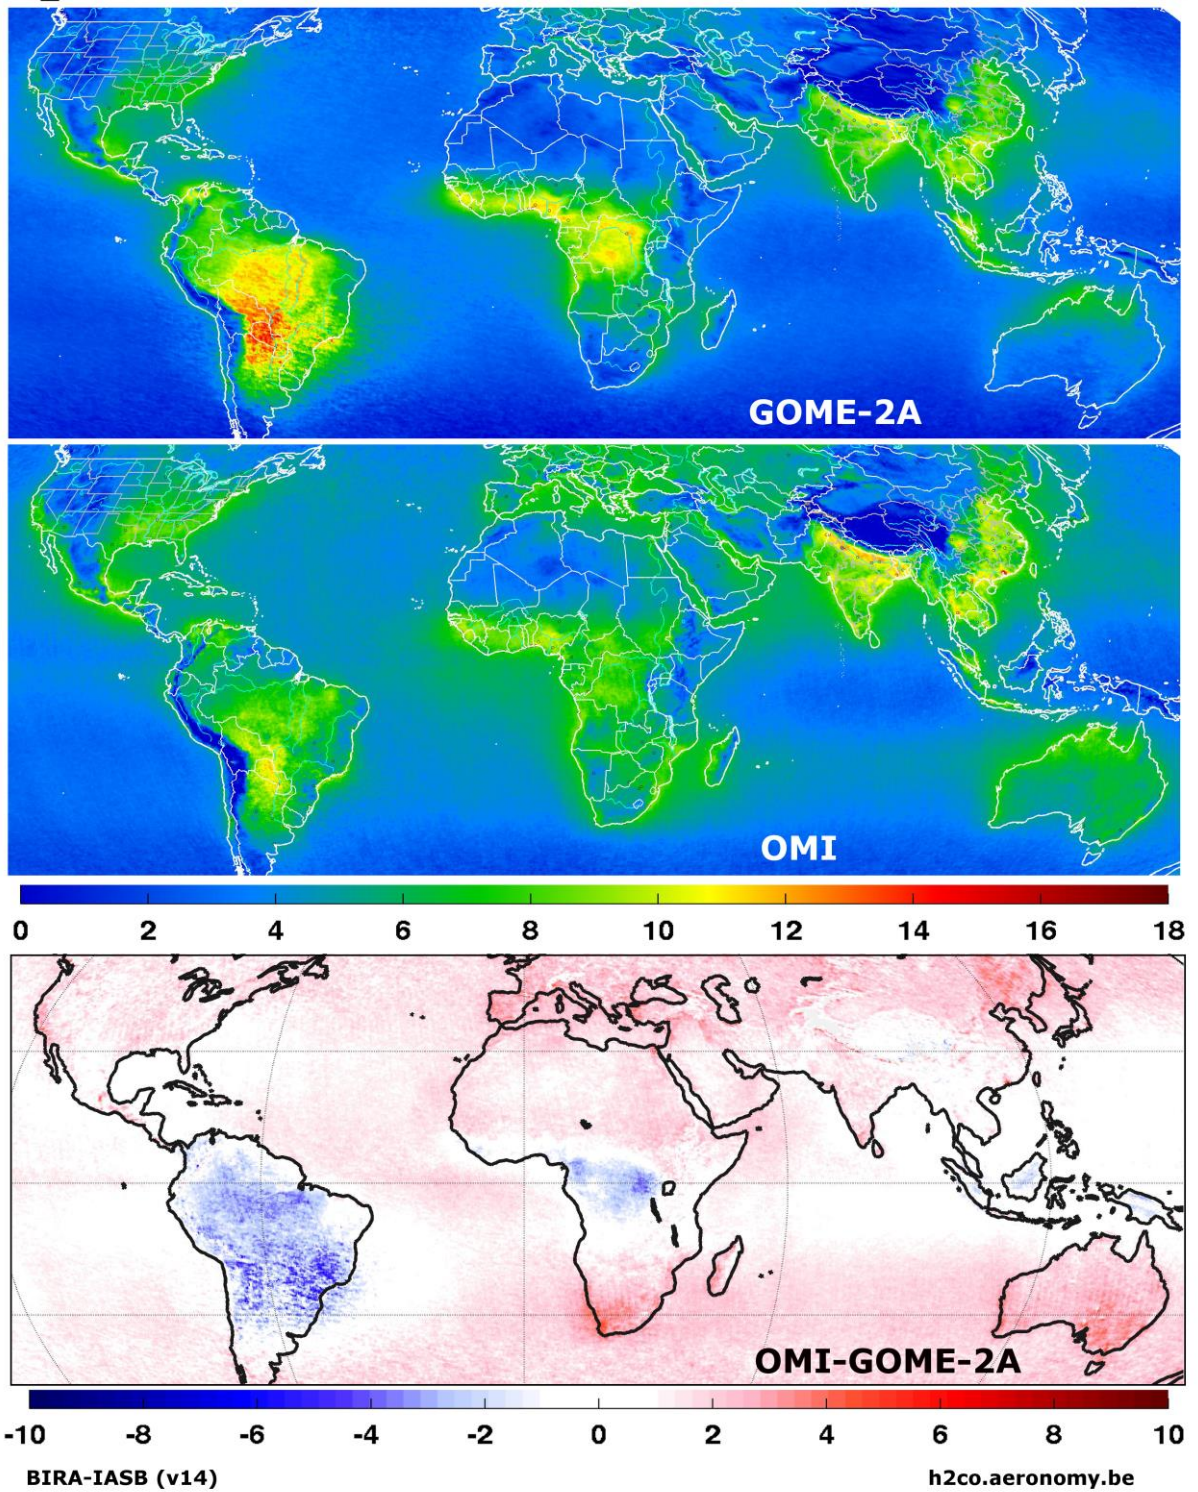 GOME-2A
OMI
0 2 4 6 8 10 12 14 16 18
OMI-GOME-2A
-10 -8 -6 -4 -2 0 2 4 6 8 10
BIRA-IASB (v14) h2co.aeronomy.be